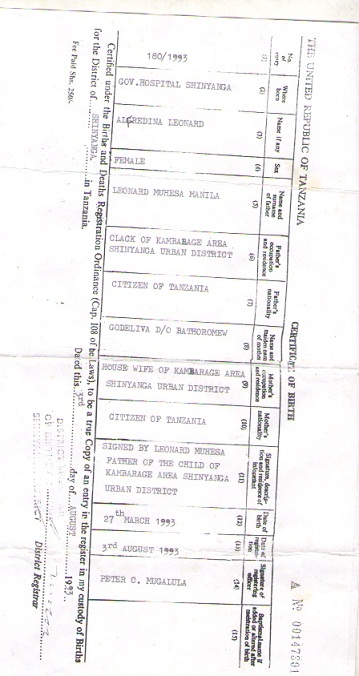 THE UNITED REPUBLIC OF TANZANIA
CERTIFICATE OF BIRTH
A No 00147891
No. of entry
(1)
180/1993
Where born
(2)
GOV.HOSPITAL SHINYANGA
Name if any
(3)
ALFREDINA LEONARD
Sex
(4)
FEMALE
Name and surname of father
(5)
LEONARD MUHESA MANILA
Father's occupation and residence
(6)
CLACK OF KAMBARAGE AREA
SHINYANGA URBAN DISTRICT
Father's nationality
(7)
CITIZEN OF TANZANIA
Name and maiden name of mother
(8)
GODELIVA D/O BATHOROMEW
Mother's occupation and residence
(9)
HOUSE WIFE OF KAMBARAGE AREA
SHINYANGA URBAN DISTRICT
Mother's nationality
(10)
CITIZEN OF TANZANIA
Signature, description and residence of informant
(11)
SIGNED BY LEONARD MUHESA
FATHER OF THE CHILD OF
KAMBARAGE AREA SHINYANGA
URBAN DISTRICT
Date of birth
(12)
27th MARCH 1993
Date of registration
(13)
3rd AUGUST 1993
Signature of registering officer
(14)
PETER C. MUGALULA
Baptismal name if added or altered after registration of birth
(15)
Certified under the Births and Deaths Registration Ordinance (Cap. 108 of the Laws), to be a true Copy of an entry in the register in my custody of Births
for the District of SHINYANGA in Tanzania.
Dated this 3rd day of AUGUST 1993
Fee Paid Shs. 250/-
District Registrar